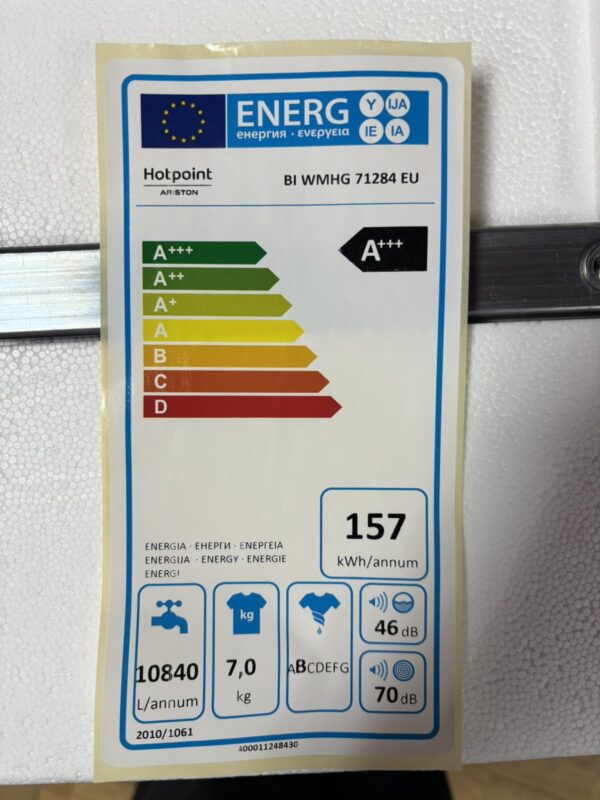 ENERG
енергия · ενεργεια
Y IJA
IE IA
Hotpoint
ARISTON
BI WMHG 71284 EU
A+++
A+++
A++
A+
A
B
C
D
157
kWh/annum
ENERGIA · ЕНЕРГИ · ΕΝΕΡΓΕΙΑ
ENERGIJA · ENERGY · ENERGIE
ENERGI
kg
46 dB
10840
L/annum
7,0
kg
ABCDEFG
70 dB
2010/1061
400011248430